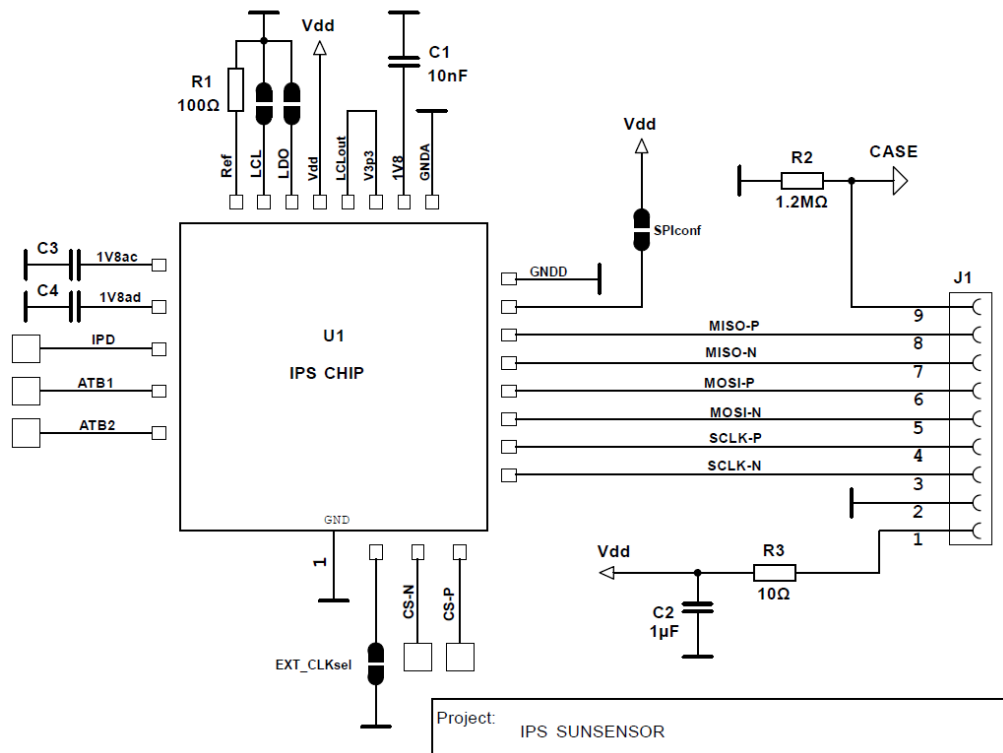 Vdd
C1
10nF
R1
100Ω
Ref
LCL
LDO
Vdd
LCLout
V3p3
1V8
GNDA
Vdd
SPIconf
R2
1.2MΩ
CASE
C3
1V8ac
C4
1V8ad
IPD
ATB1
ATB2
U1
IPS CHIP
GND
1
GNDD
J1
9
MISO-P
8
MISO-N
7
MOSI-P
6
MOSI-N
5
SCLK-P
4
SCLK-N
3
2
1
Vdd
R3
10Ω
C2
1µF
CS-N
CS-P
EXT_CLKsel
Project:
IPS SUNSENSOR